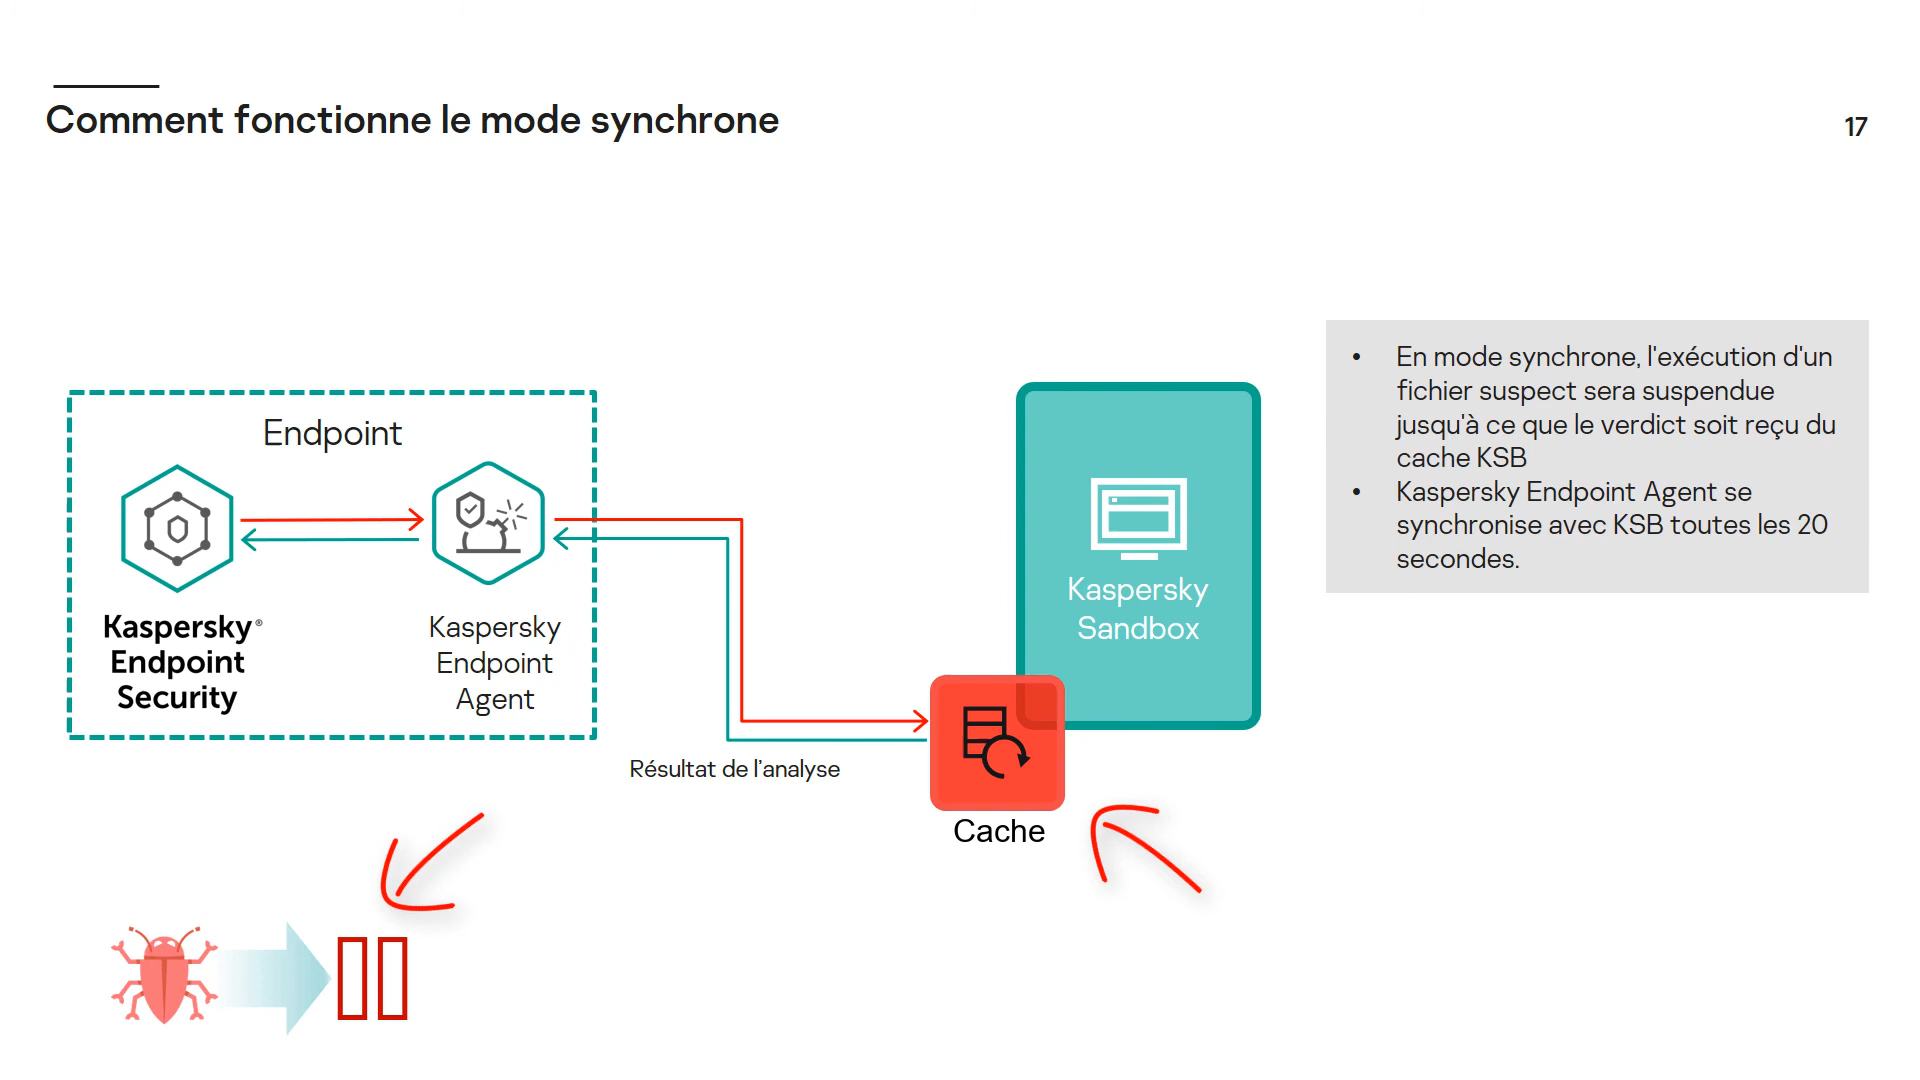 Comment fonctionne le mode synchrone
17
Endpoint
Kaspersky®
Endpoint
Security
Kaspersky
Endpoint
Agent
Résultat de l’analyse
Kaspersky
Sandbox
Cache
• En mode synchrone, l'exécution d'un
fichier suspect sera suspendue
jusqu'à ce que le verdict soit reçu du
cache KSB
• Kaspersky Endpoint Agent se
synchronise avec KSB toutes les 20
secondes.